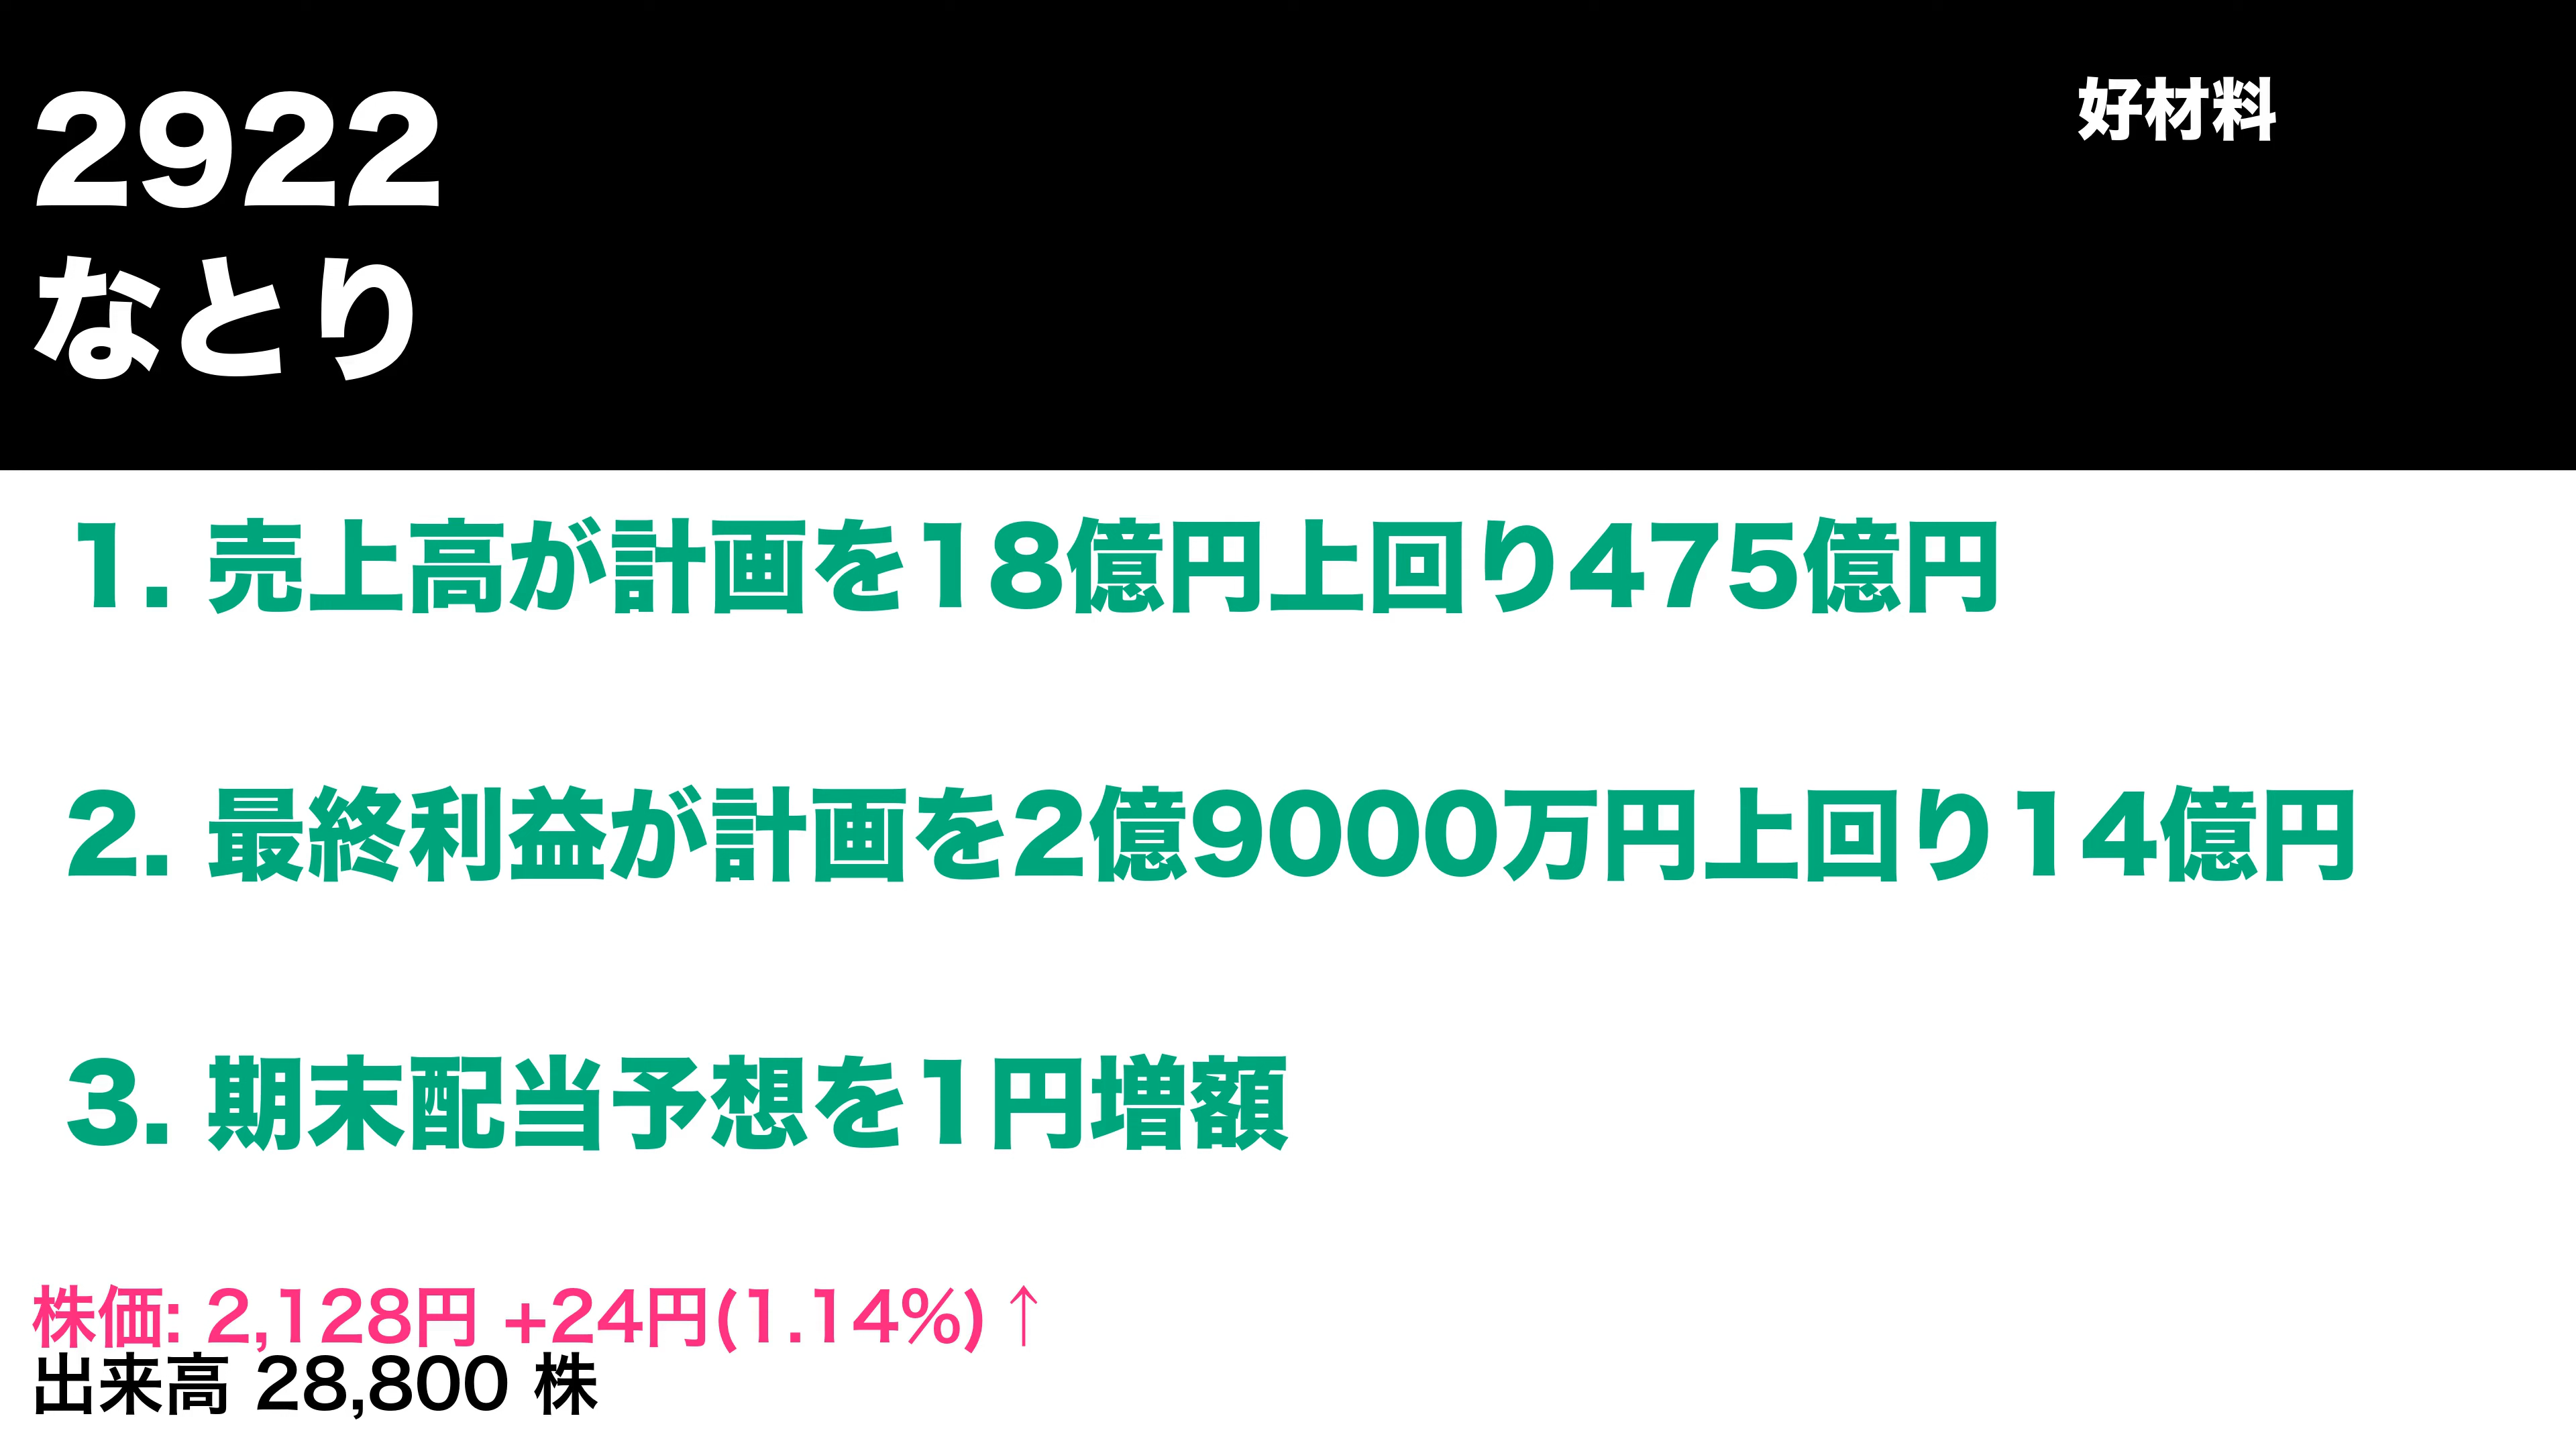 2922
なとり
好材料
1. 売上高が計画を18億円上回り475億円
2. 最終利益が計画を2億9000万円上回り14億円
3. 期末配当予想を1円増額
株価: 2,128円 +24円(1.14%)↑
出来高 28,800 株